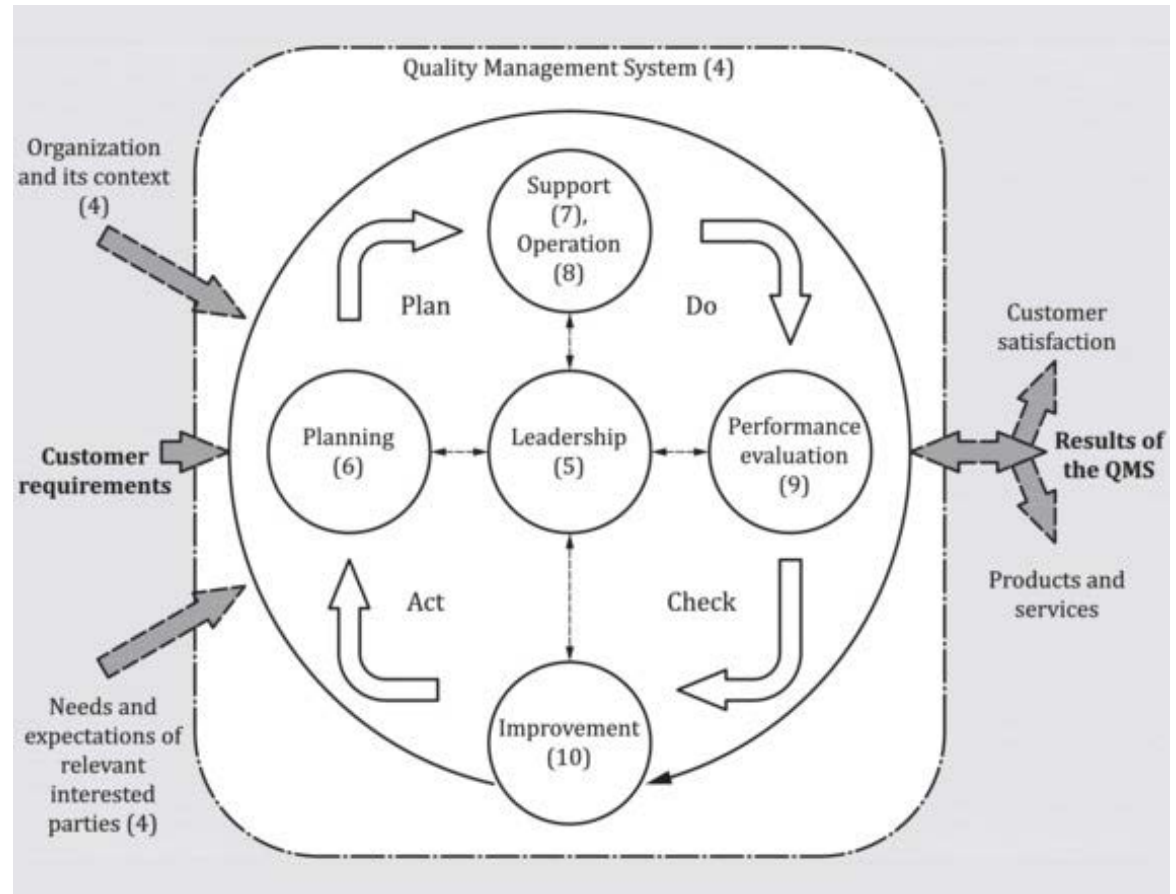 Quality Management System (4)
Organization
and its context
(4)
Support
(7),
Operation
(8)
Plan
Do
Customer
satisfaction
Customer
requirements
Planning
(6)
Leadership
(5)
Performance
evaluation
(9)
Results of
the QMS
Act
Check
Products and
services
Needs and
expectations of
relevant
interested
parties (4)
Improvement
(10)